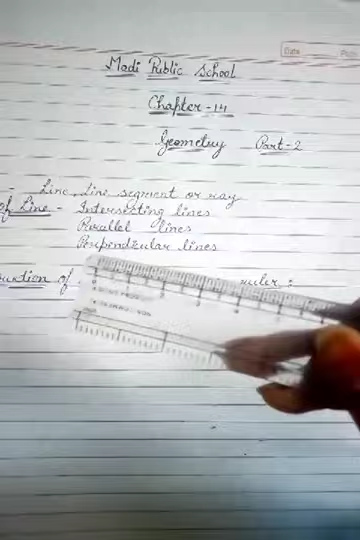 Date
Modi Public School
Chapter-14
Geometry Part-2
- Line, Line segment or ray
of Line - Intersecting lines
Parallel lines
Perpendicular lines
of ruler :